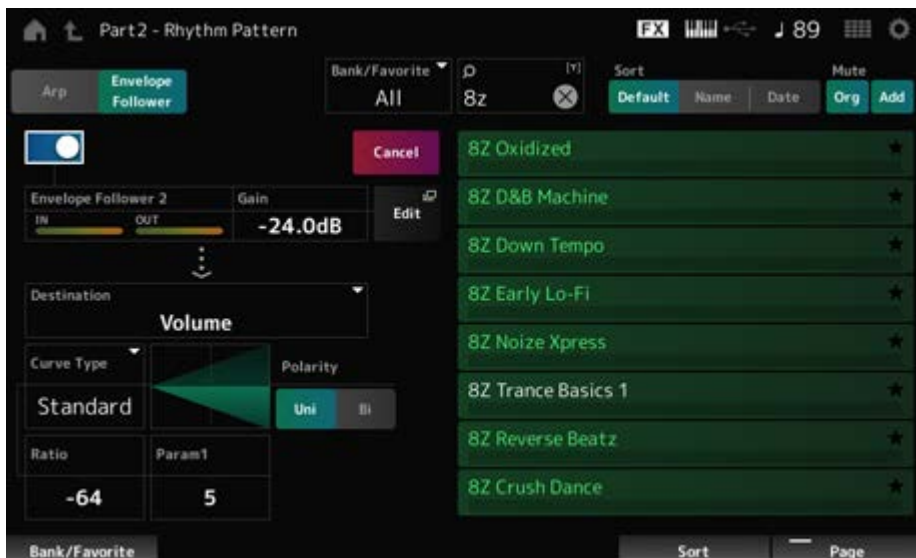 Part2 - Rhythm Pattern
FX
♩ 89
Arp
Envelope Follower
Bank/Favorite
All
[Y]
8z
Sort
Default
Name
Date
Mute
Org
Add
Cancel
Envelope Follower 2
IN
OUT
Gain
-24.0dB
Edit
Destination
Volume
Curve Type
Standard
Polarity
Uni
Bi
Ratio
-64
Param1
5
8Z Oxidized
8Z D&B Machine
8Z Down Tempo
8Z Early Lo-Fi
8Z Noize Xpress
8Z Trance Basics 1
8Z Reverse Beatz
8Z Crush Dance
Bank/Favorite
Sort
Page